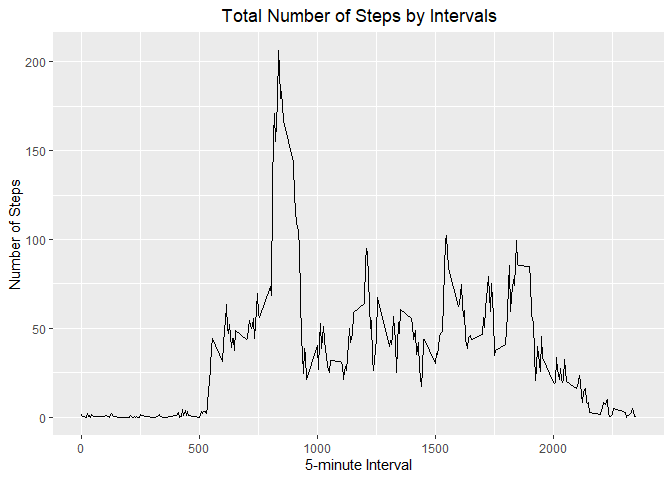 Total Number of Steps by Intervals
Number of Steps
200
150
100
50
0
0 500 1000 1500 2000
5-minute Interval